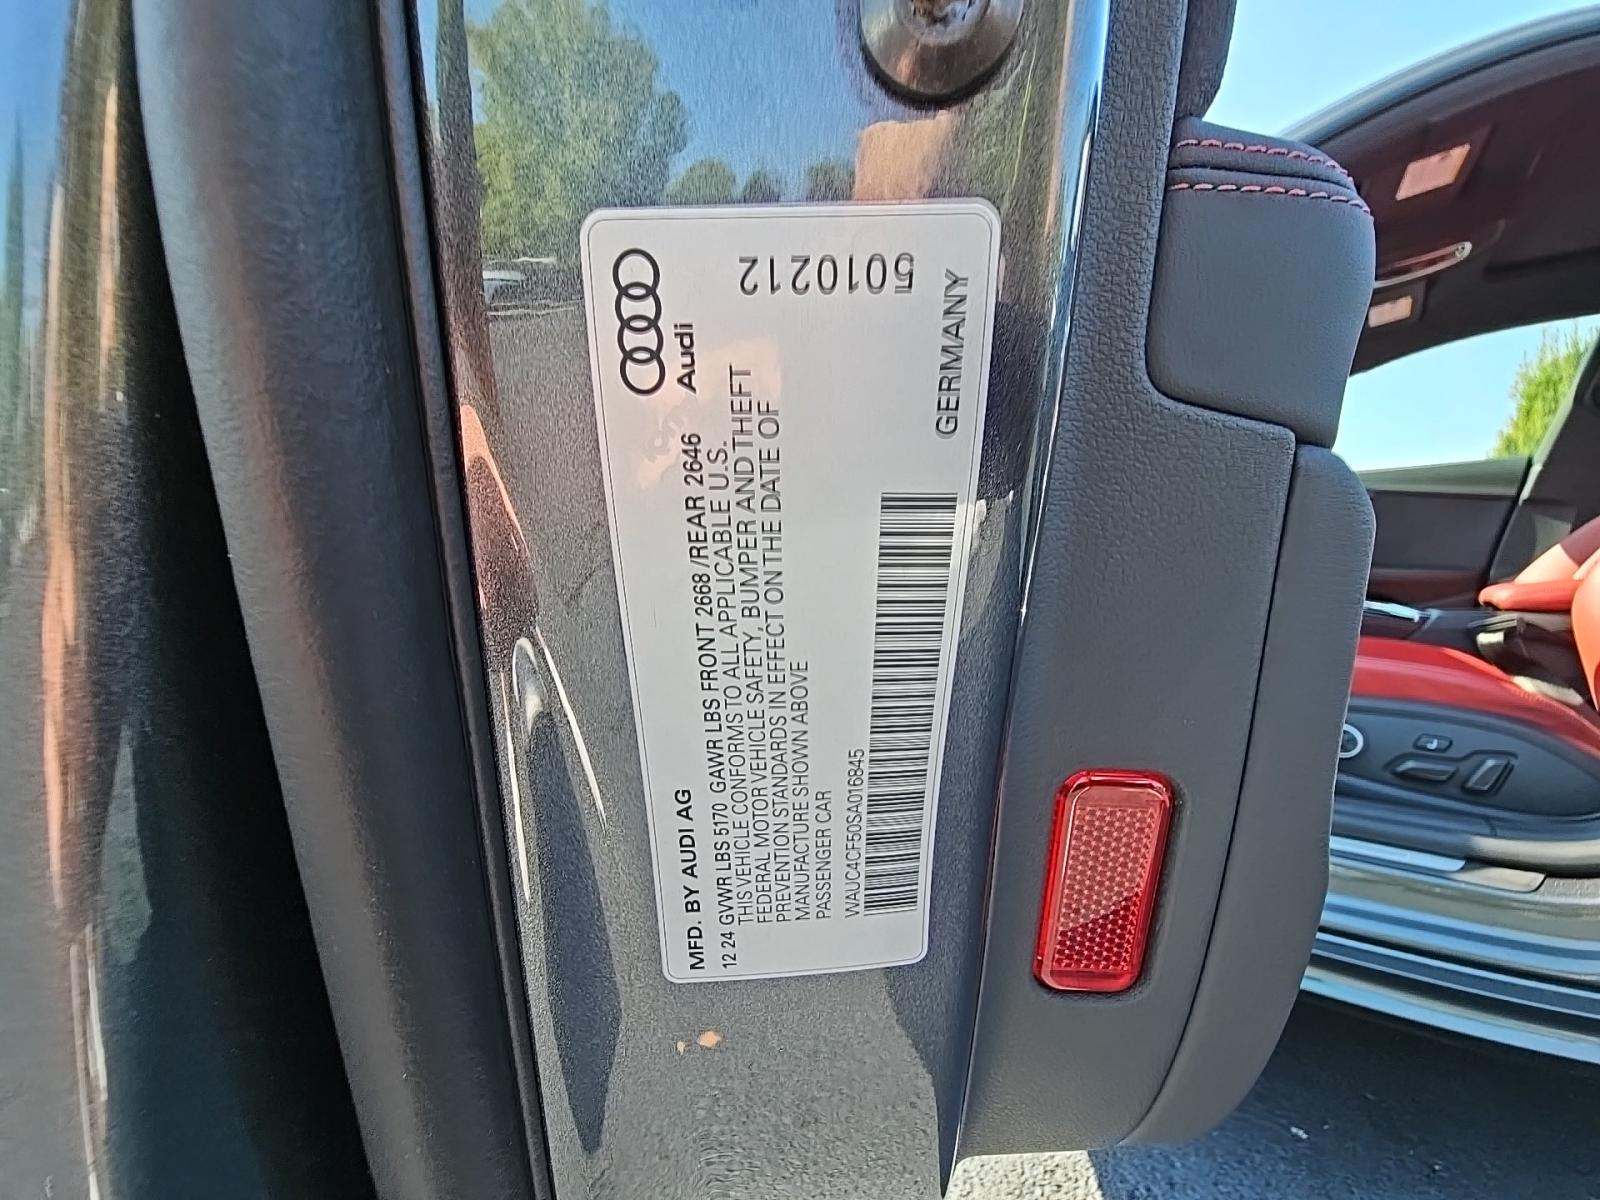 Audi
MFD. BY AUDI AG
12 24 GVWR LBS 5170 GAWR LBS FRONT 2668 /REAR 2646
THIS VEHICLE CONFORMS TO ALL APPLICABLE U.S.
FEDERAL MOTOR VEHICLE SAFETY, BUMPER AND THEFT
PREVENTION STANDARDS IN EFFECT ON THE DATE OF
MANUFACTURE SHOWN ABOVE
PASSENGER CAR
WAUC4CF50SA016845
GERMANY
5010212